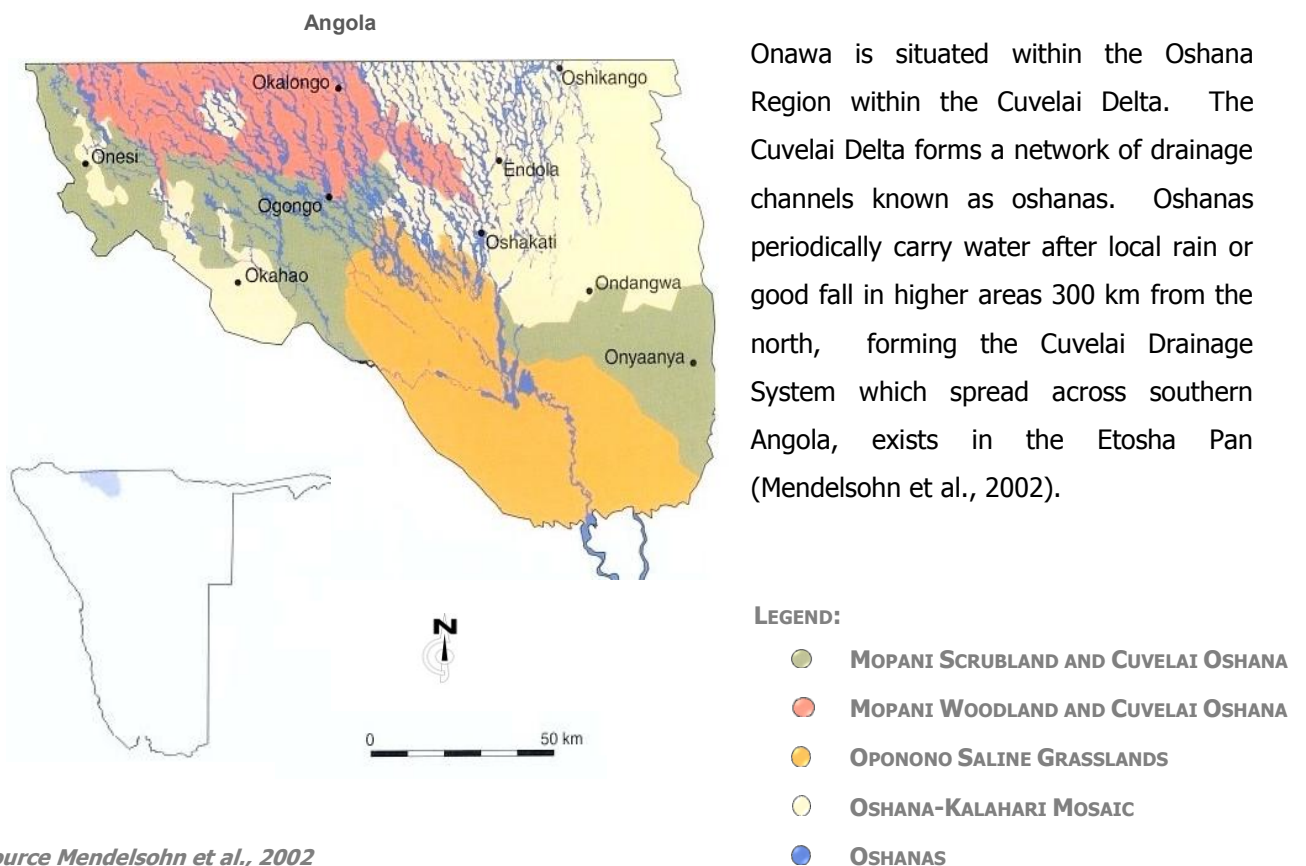 Angola
Okalongo
Oshikango
Onesi
Endola
Ogongo
Oshakati
Okahao
Ondangwa
Onyaanya
N
0 50 km
Onawa is situated within the Oshana
Region within the Cuvelai Delta. The
Cuvelai Delta forms a network of drainage
channels known as oshanas. Oshanas
periodically carry water after local rain or
good fall in higher areas 300 km from the
north, forming the Cuvelai Drainage
System which spread across southern
Angola, exists in the Etosha Pan
(Mendelsohn et al., 2002).
LEGEND:
MOPANI SCRUBLAND AND CUVELAI OSHANA
MOPANI WOODLAND AND CUVELAI OSHANA
OPONONO SALINE GRASSLANDS
OSHANA-KALAHARI MOSAIC
OSHANAS
ource Mendelsohn et al., 2002